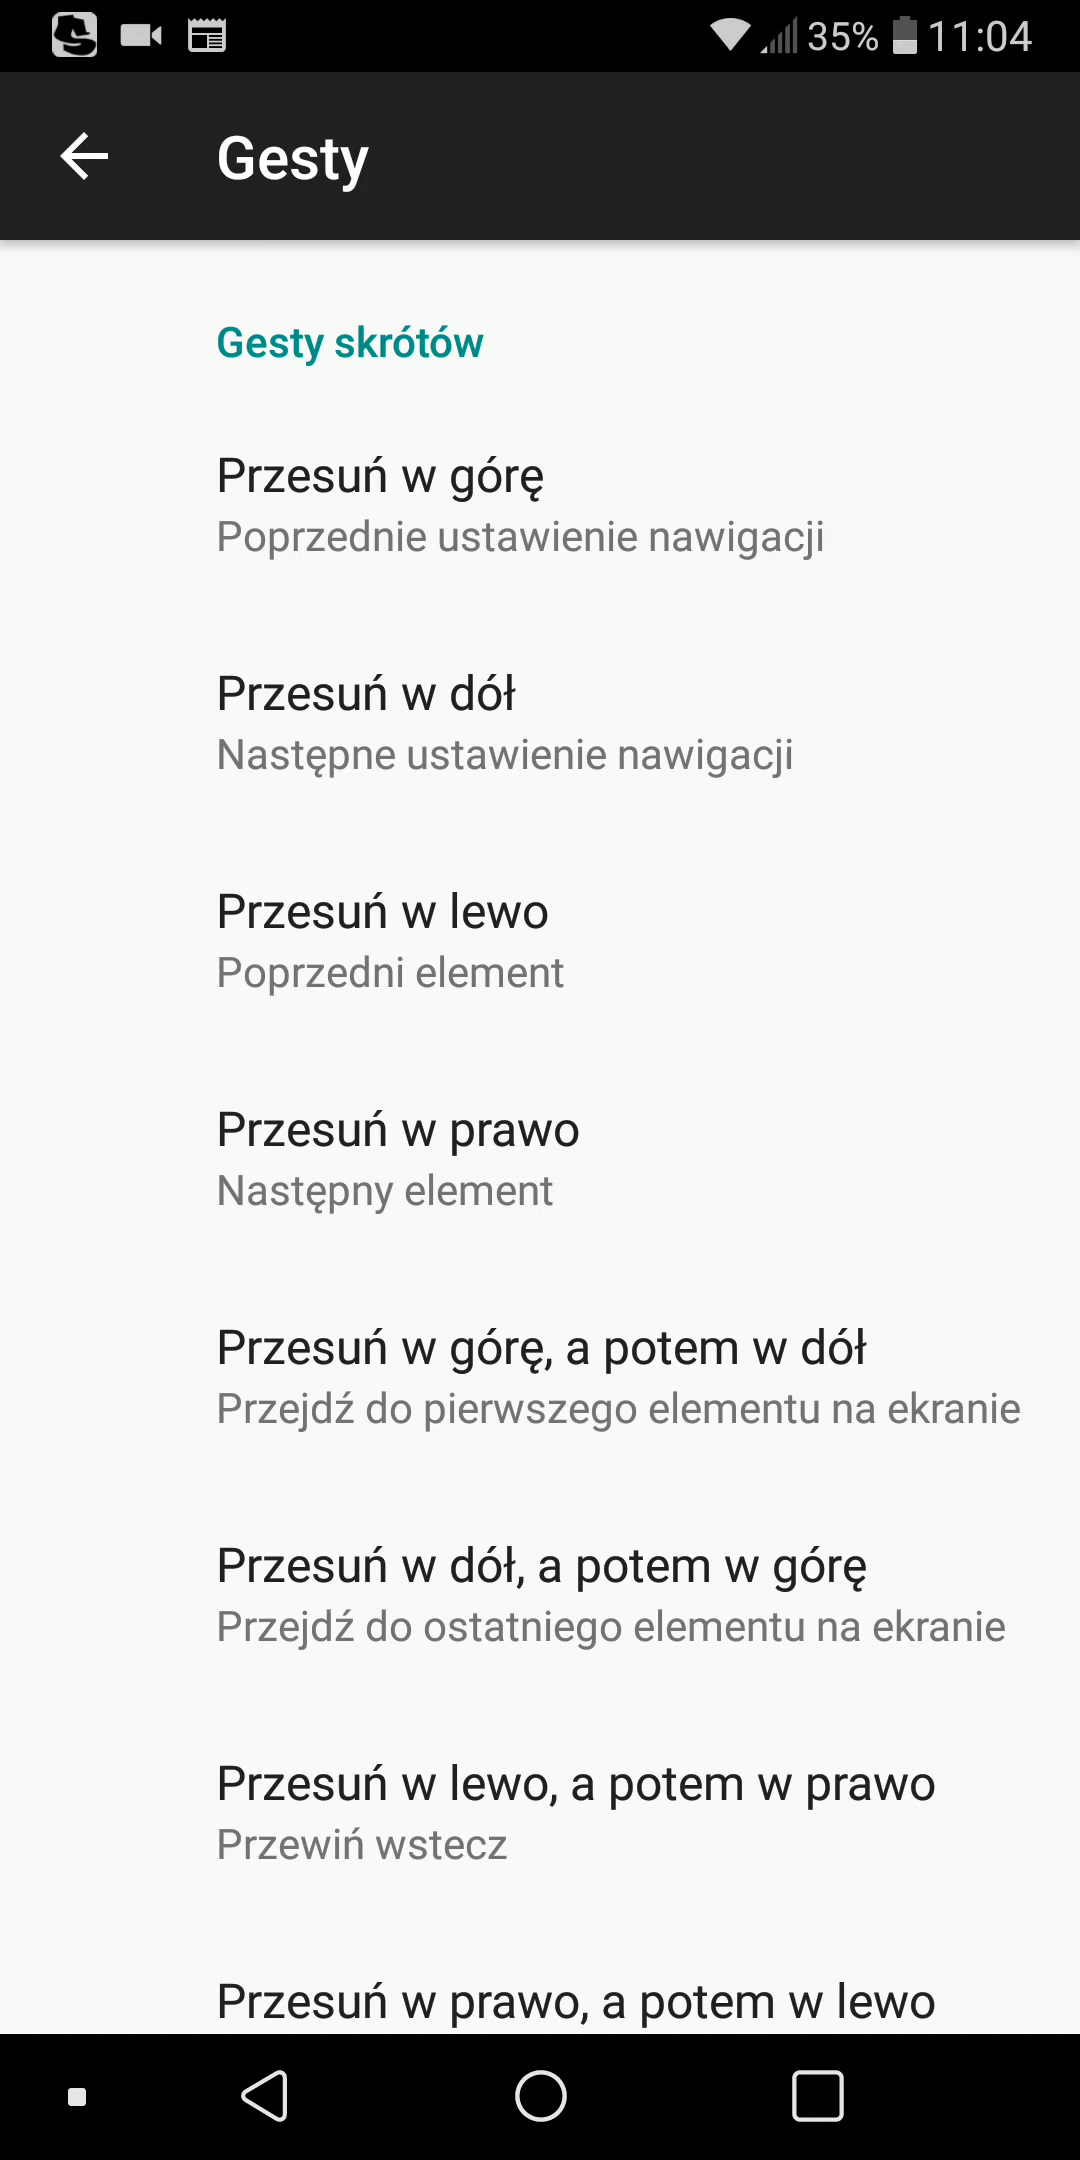 35% 11:04
Gesty
Gesty skrótów
Przesuń w górę
Poprzednie ustawienie nawigacji
Przesuń w dół
Następne ustawienie nawigacji
Przesuń w lewo
Poprzedni element
Przesuń w prawo
Następny element
Przesuń w górę, a potem w dół
Przejdź do pierwszego elementu na ekranie
Przesuń w dół, a potem w górę
Przejdź do ostatniego elementu na ekranie
Przesuń w lewo, a potem w prawo
Przewiń wstecz
Przesuń w prawo, a potem w lewo